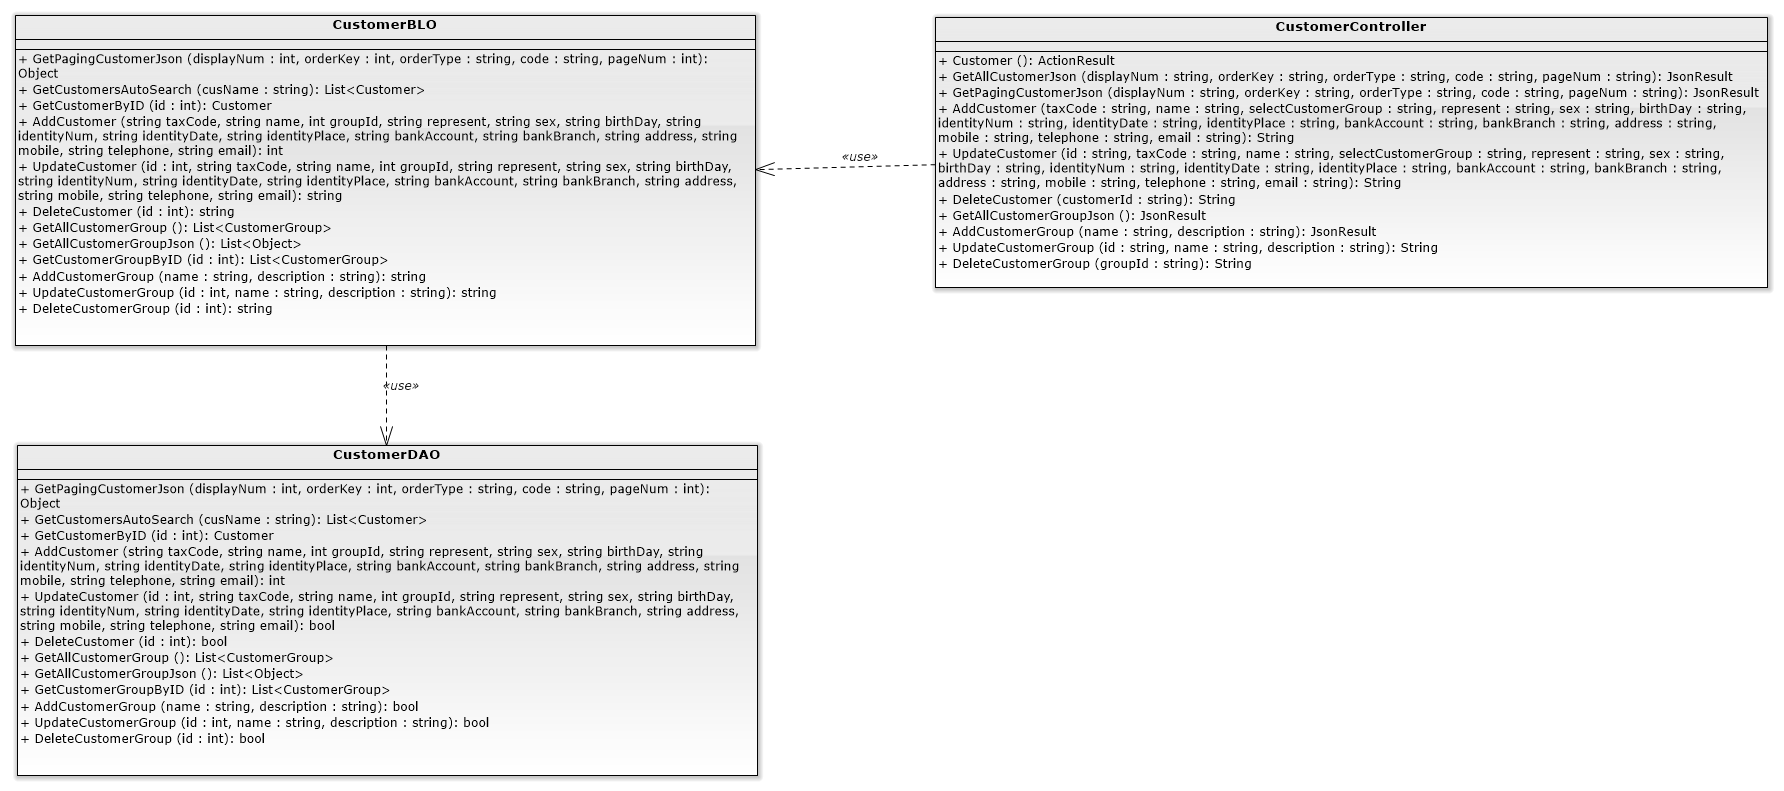 CustomerBLO
+ GetPagingCustomerJson (displayNum : int, orderKey : int, orderType : string, code : string, pageNum : int):
Object
+ GetCustomersAutoSearch (cusName : string): List<Customer>
+ GetCustomerByID (id : int): Customer
+ AddCustomer (string taxCode, string name, int groupId, string represent, string sex, string birthDay, string
identityNum, string identityDate, string identityPlace, string bankAccount, string bankBranch, string address, string
mobile, string telephone, string email): int
+ UpdateCustomer (id : int, string taxCode, string name, int groupId, string represent, string sex, string birthDay,
string identityNum, string identityDate, string identityPlace, string bankAccount, string bankBranch, string address,
string mobile, string telephone, string email): string
+ DeleteCustomer (id : int): string
+ GetAllCustomerGroup (): List<CustomerGroup>
+ GetAllCustomerGroupJson (): List<Object>
+ GetCustomerGroupByID (id : int): List<CustomerGroup>
+ AddCustomerGroup (name : string, description : string): string
+ UpdateCustomerGroup (id : int, name : string, description : string): string
+ DeleteCustomerGroup (id : int): string
«use»
CustomerController
+ Customer (): ActionResult
+ GetAllCustomerJson (displayNum : string, orderKey : string, orderType : string, code : string, pageNum : string): JsonResult
+ GetPagingCustomerJson (displayNum : string, orderKey : string, orderType : string, code : string, pageNum : string): JsonResult
+ AddCustomer (taxCode : string, name : string, selectCustomerGroup : string, represent : string, sex : string, birthDay : string,
identityNum : string, identityDate : string, identityPlace : string, bankAccount : string, bankBranch : string, address : string,
mobile : string, telephone : string, email : string): String
+ UpdateCustomer (id : string, taxCode : string, name : string, selectCustomerGroup : string, represent : string, sex : string,
birthDay : string, identityNum : string, identityDate : string, identityPlace : string, bankAccount : string, bankBranch : string,
address : string, mobile : string, telephone : string, email : string): String
+ DeleteCustomer (customerId : string): String
+ GetAllCustomerGroupJson (): JsonResult
+ AddCustomerGroup (name : string, description : string): JsonResult
+ UpdateCustomerGroup (id : string, name : string, description : string): String
+ DeleteCustomerGroup (groupId : string): String
«use»
CustomerDAO
+ GetPagingCustomerJson (displayNum : int, orderKey : int, orderType : string, code : string, pageNum : int):
Object
+ GetCustomersAutoSearch (cusName : string): List<Customer>
+ GetCustomerByID (id : int): Customer
+ AddCustomer (string taxCode, string name, int groupId, string represent, string sex, string birthDay, string
identityNum, string identityDate, string identityPlace, string bankAccount, string bankBranch, string address, string
mobile, string telephone, string email): int
+ UpdateCustomer (id : int, string taxCode, string name, int groupId, string represent, string sex, string birthDay,
string identityNum, string identityDate, string identityPlace, string bankAccount, string bankBranch, string address,
string mobile, string telephone, string email): bool
+ DeleteCustomer (id : int): bool
+ GetAllCustomerGroup (): List<CustomerGroup>
+ GetAllCustomerGroupJson (): List<Object>
+ GetCustomerGroupByID (id : int): List<CustomerGroup>
+ AddCustomerGroup (name : string, description : string): bool
+ UpdateCustomerGroup (id : int, name : string, description : string): bool
+ DeleteCustomerGroup (id : int): bool